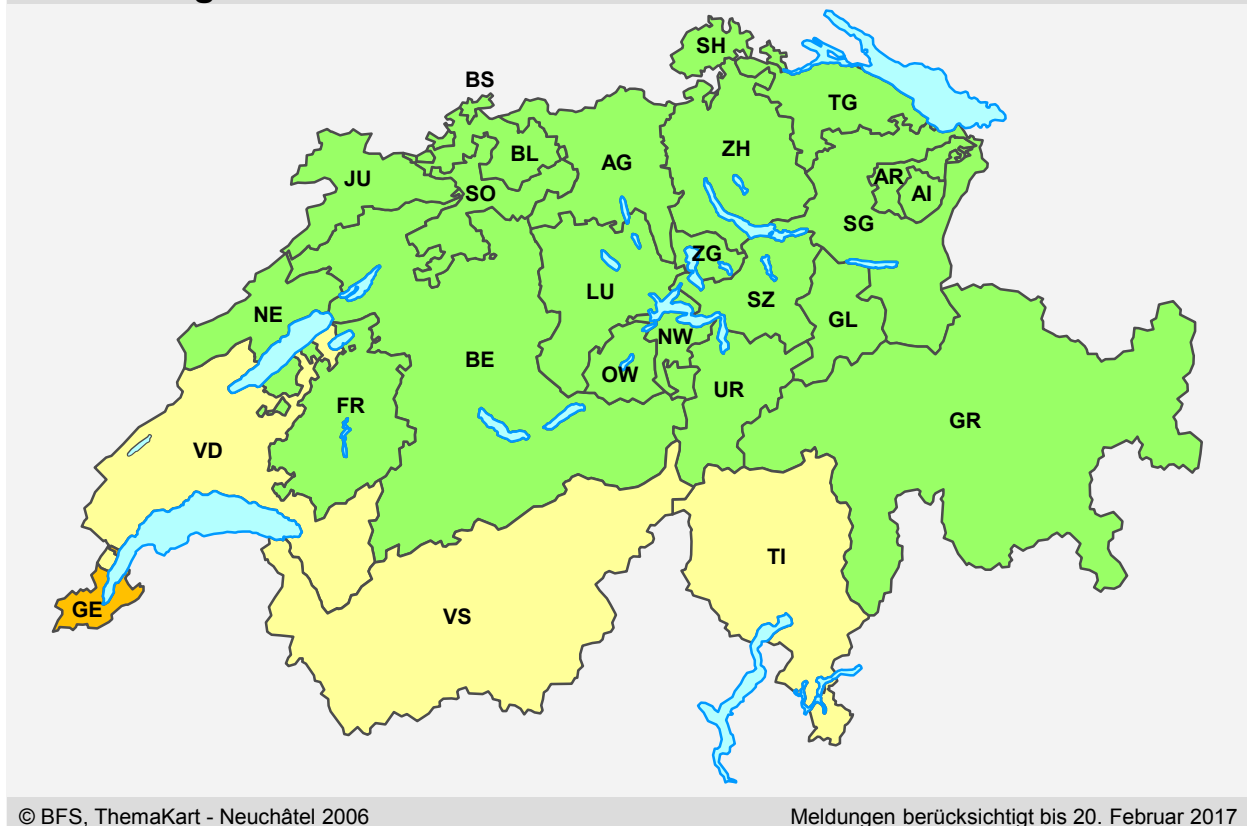 SH
BS
TG
BL
ZH
AG
JU
AR
AI
SO
SG
ZG
LU
SZ
NE
GL
NW
BE
OW
UR
FR
GR
VD
TI
GE
VS
© BFS, ThemaKart - Neuchâtel 2006
Meldungen berücksichtigt bis 20. Februar 2017